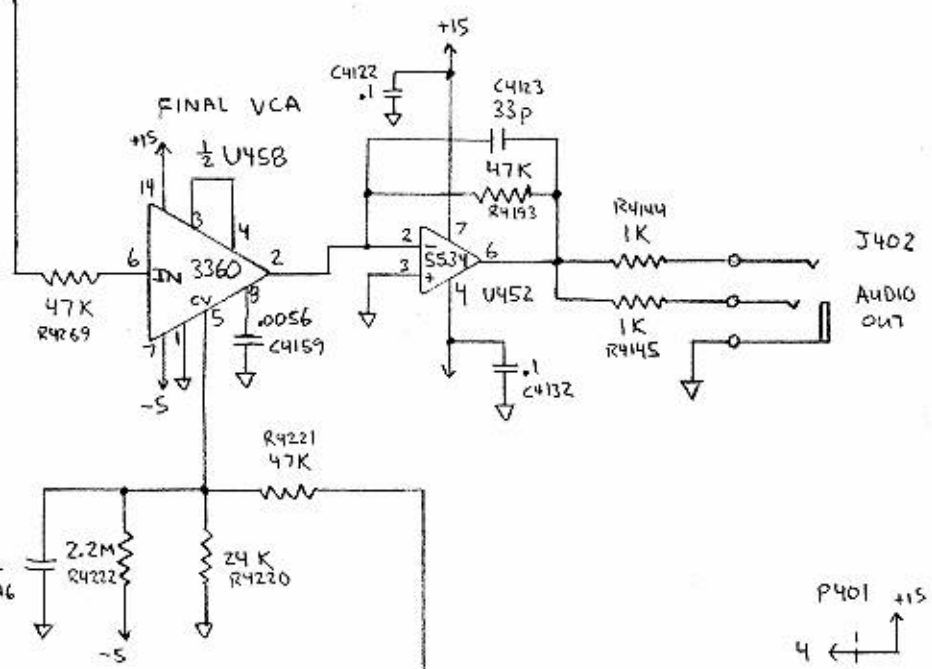 +15
C4122
.1
C4123
33p
FINAL VCA
+15
1/2 U458
14
3
4
47K
R4193
R4144
1K
J402
6
IN
3360
2
2
7
5534
6
3
4
U452
AUDIO
OUT
47K
R4269
CV
5
8
.0056
C4159
1K
R4145
7
1
-5
.1
C4132
R4221
47K
2.2M
R4222
24K
R4220
-5
P401
+15
4